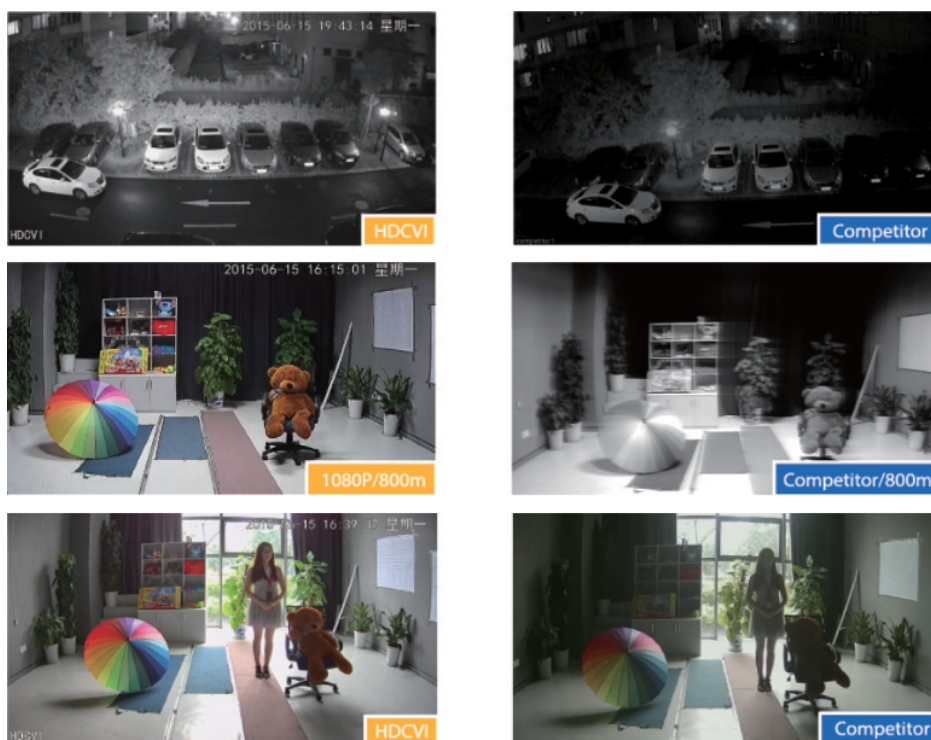 2015-06-15 19:43:14 星期一
HDCVI
HDCVI
competitor1
Competitor
2015-06-15 16:15:01 星期一
1080P/800m
Competitor/800m
2015-06-15 16:39:37 星期一
HDCVI
HDCVI
Competitor